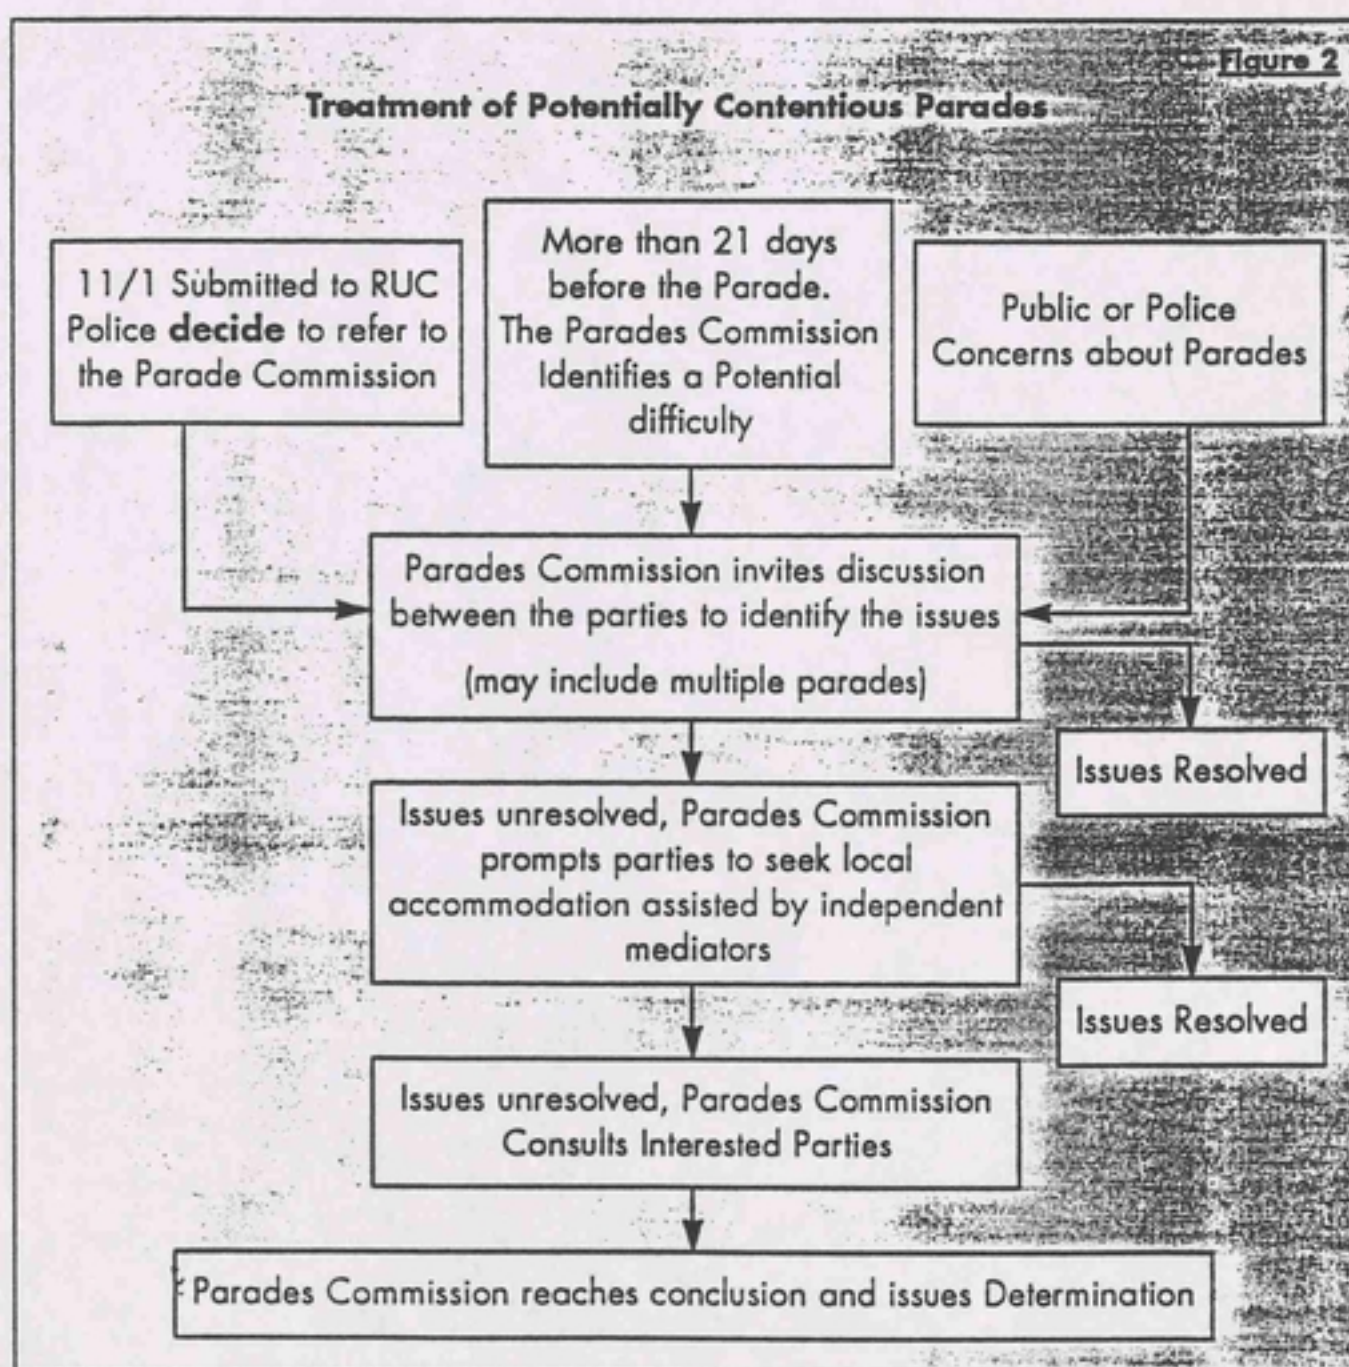 Figure 2
Treatment of Potentially Contentious Parades
11/1 Submitted to RUC
Police decide to refer to
the Parade Commission
More than 21 days
before the Parade.
The Parades Commission
Identifies a Potential
difficulty
Public or Police
Concerns about Parades
Parades Commission invites discussion
between the parties to identify the issues
(may include multiple parades)
Issues Resolved
Issues unresolved, Parades Commission
prompts parties to seek local
accommodation assisted by independent
mediators
Issues Resolved
Issues unresolved, Parades Commission
Consults Interested Parties
Parades Commission reaches conclusion and issues Determination